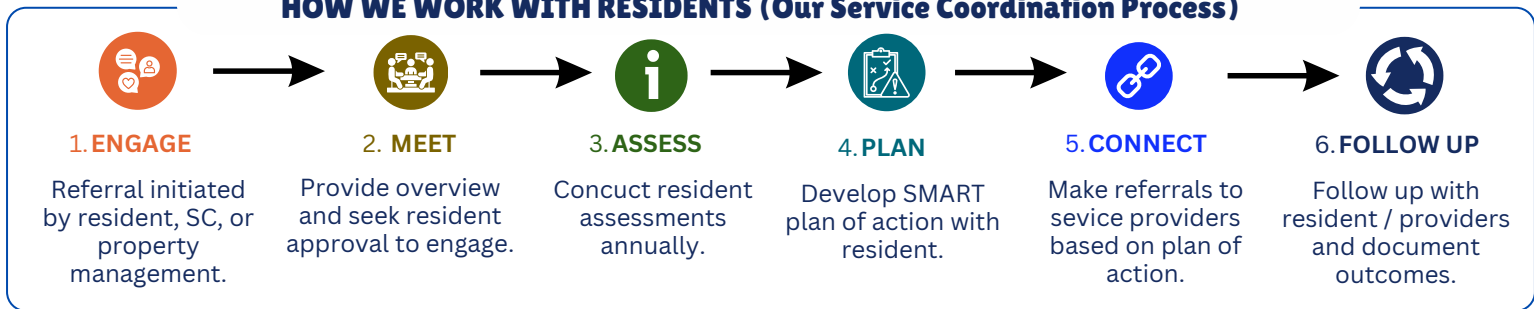 HOW WE WORK WITH RESIDENTS (Our Service Coordination Process)
1. ENGAGE
Referral initiated
by resident, SC, or
property
management.
2. MEET
Provide overview
and seek resident
approval to engage.
3. ASSESS
Concuct resident
assessments
annually.
4. PLAN
Develop SMART
plan of action with
resident.
5. CONNECT
Make referrals to
sevice providers
based on plan of
action.
6. FOLLOW UP
Follow up with
resident / providers
and document
outcomes.